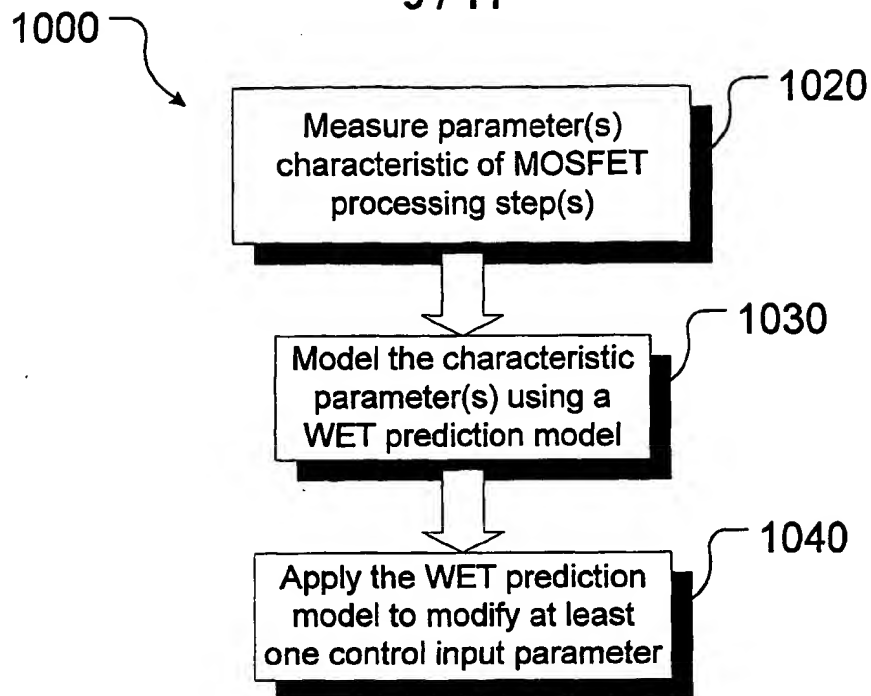 1000
1020
Measure parameter(s)
characteristic of MOSFET
processing step(s)
1030
Model the characteristic
parameter(s) using a
WET prediction model
1040
Apply the WET prediction
model to modify at least
one control input parameter